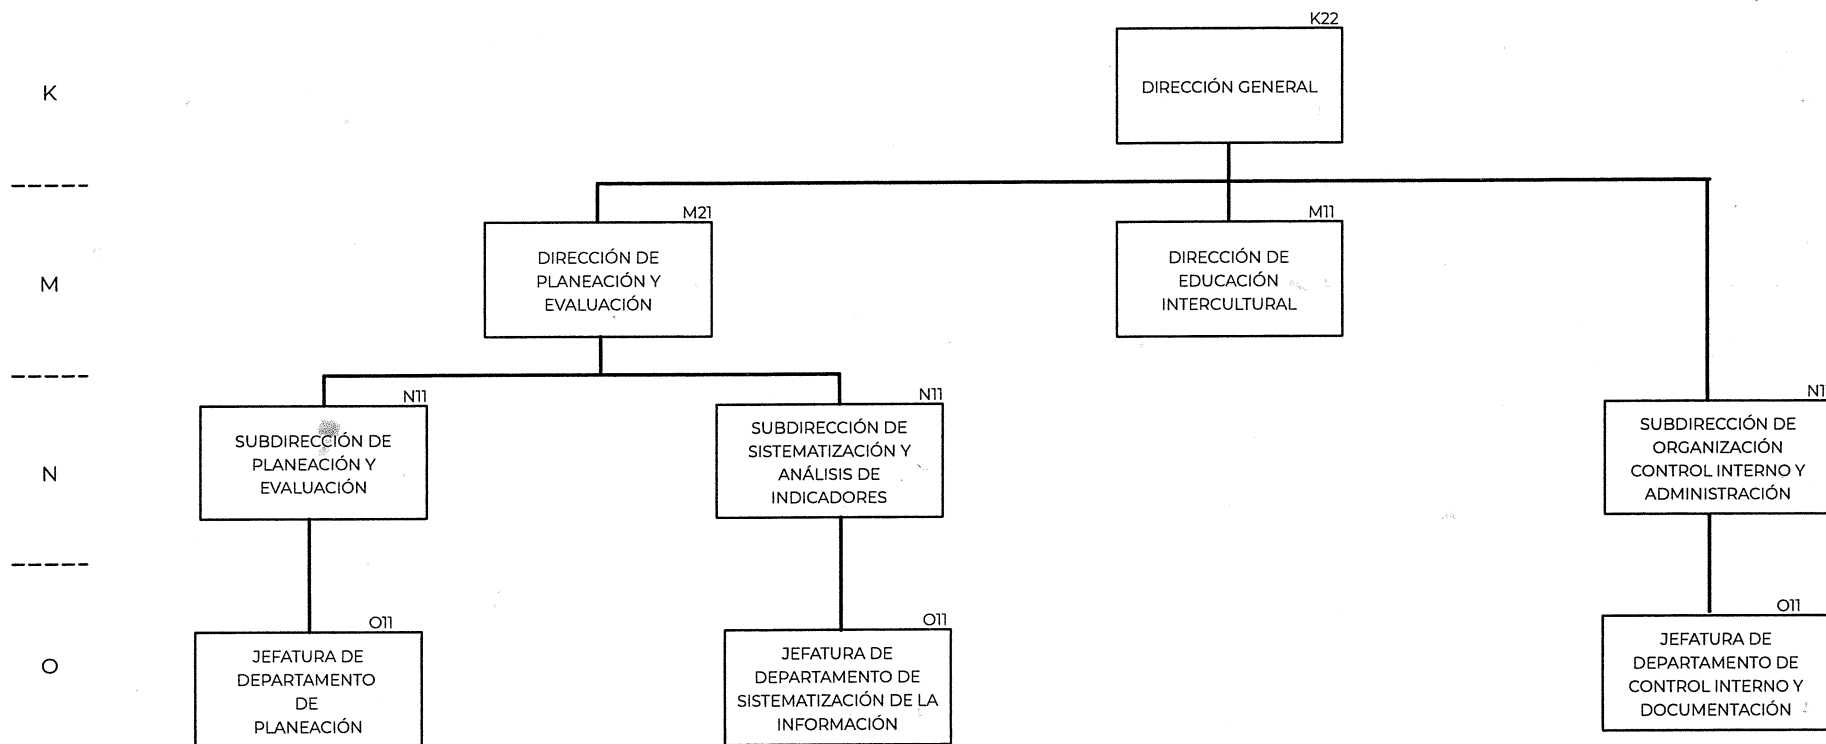 K22
K
DIRECCIÓN GENERAL
M21
M11
M
DIRECCIÓN DE
PLANEACIÓN Y
EVALUACIÓN
DIRECCIÓN DE
EDUCACIÓN
INTERCULTURAL
N11
N11
N11
N
SUBDIRECCIÓN DE
PLANEACIÓN Y
EVALUACIÓN
SUBDIRECCIÓN DE
SISTEMATIZACIÓN Y
ANÁLISIS DE
INDICADORES
SUBDIRECCIÓN DE
ORGANIZACIÓN
CONTROL INTERNO Y
ADMINISTRACIÓN
O11
O11
O11
O
JEFATURA DE
DEPARTAMENTO
DE
PLANEACIÓN
JEFATURA DE
DEPARTAMENTO DE
SISTEMATIZACIÓN DE LA
INFORMACIÓN
JEFATURA DE
DEPARTAMENTO DE
CONTROL INTERNO Y
DOCUMENTACIÓN